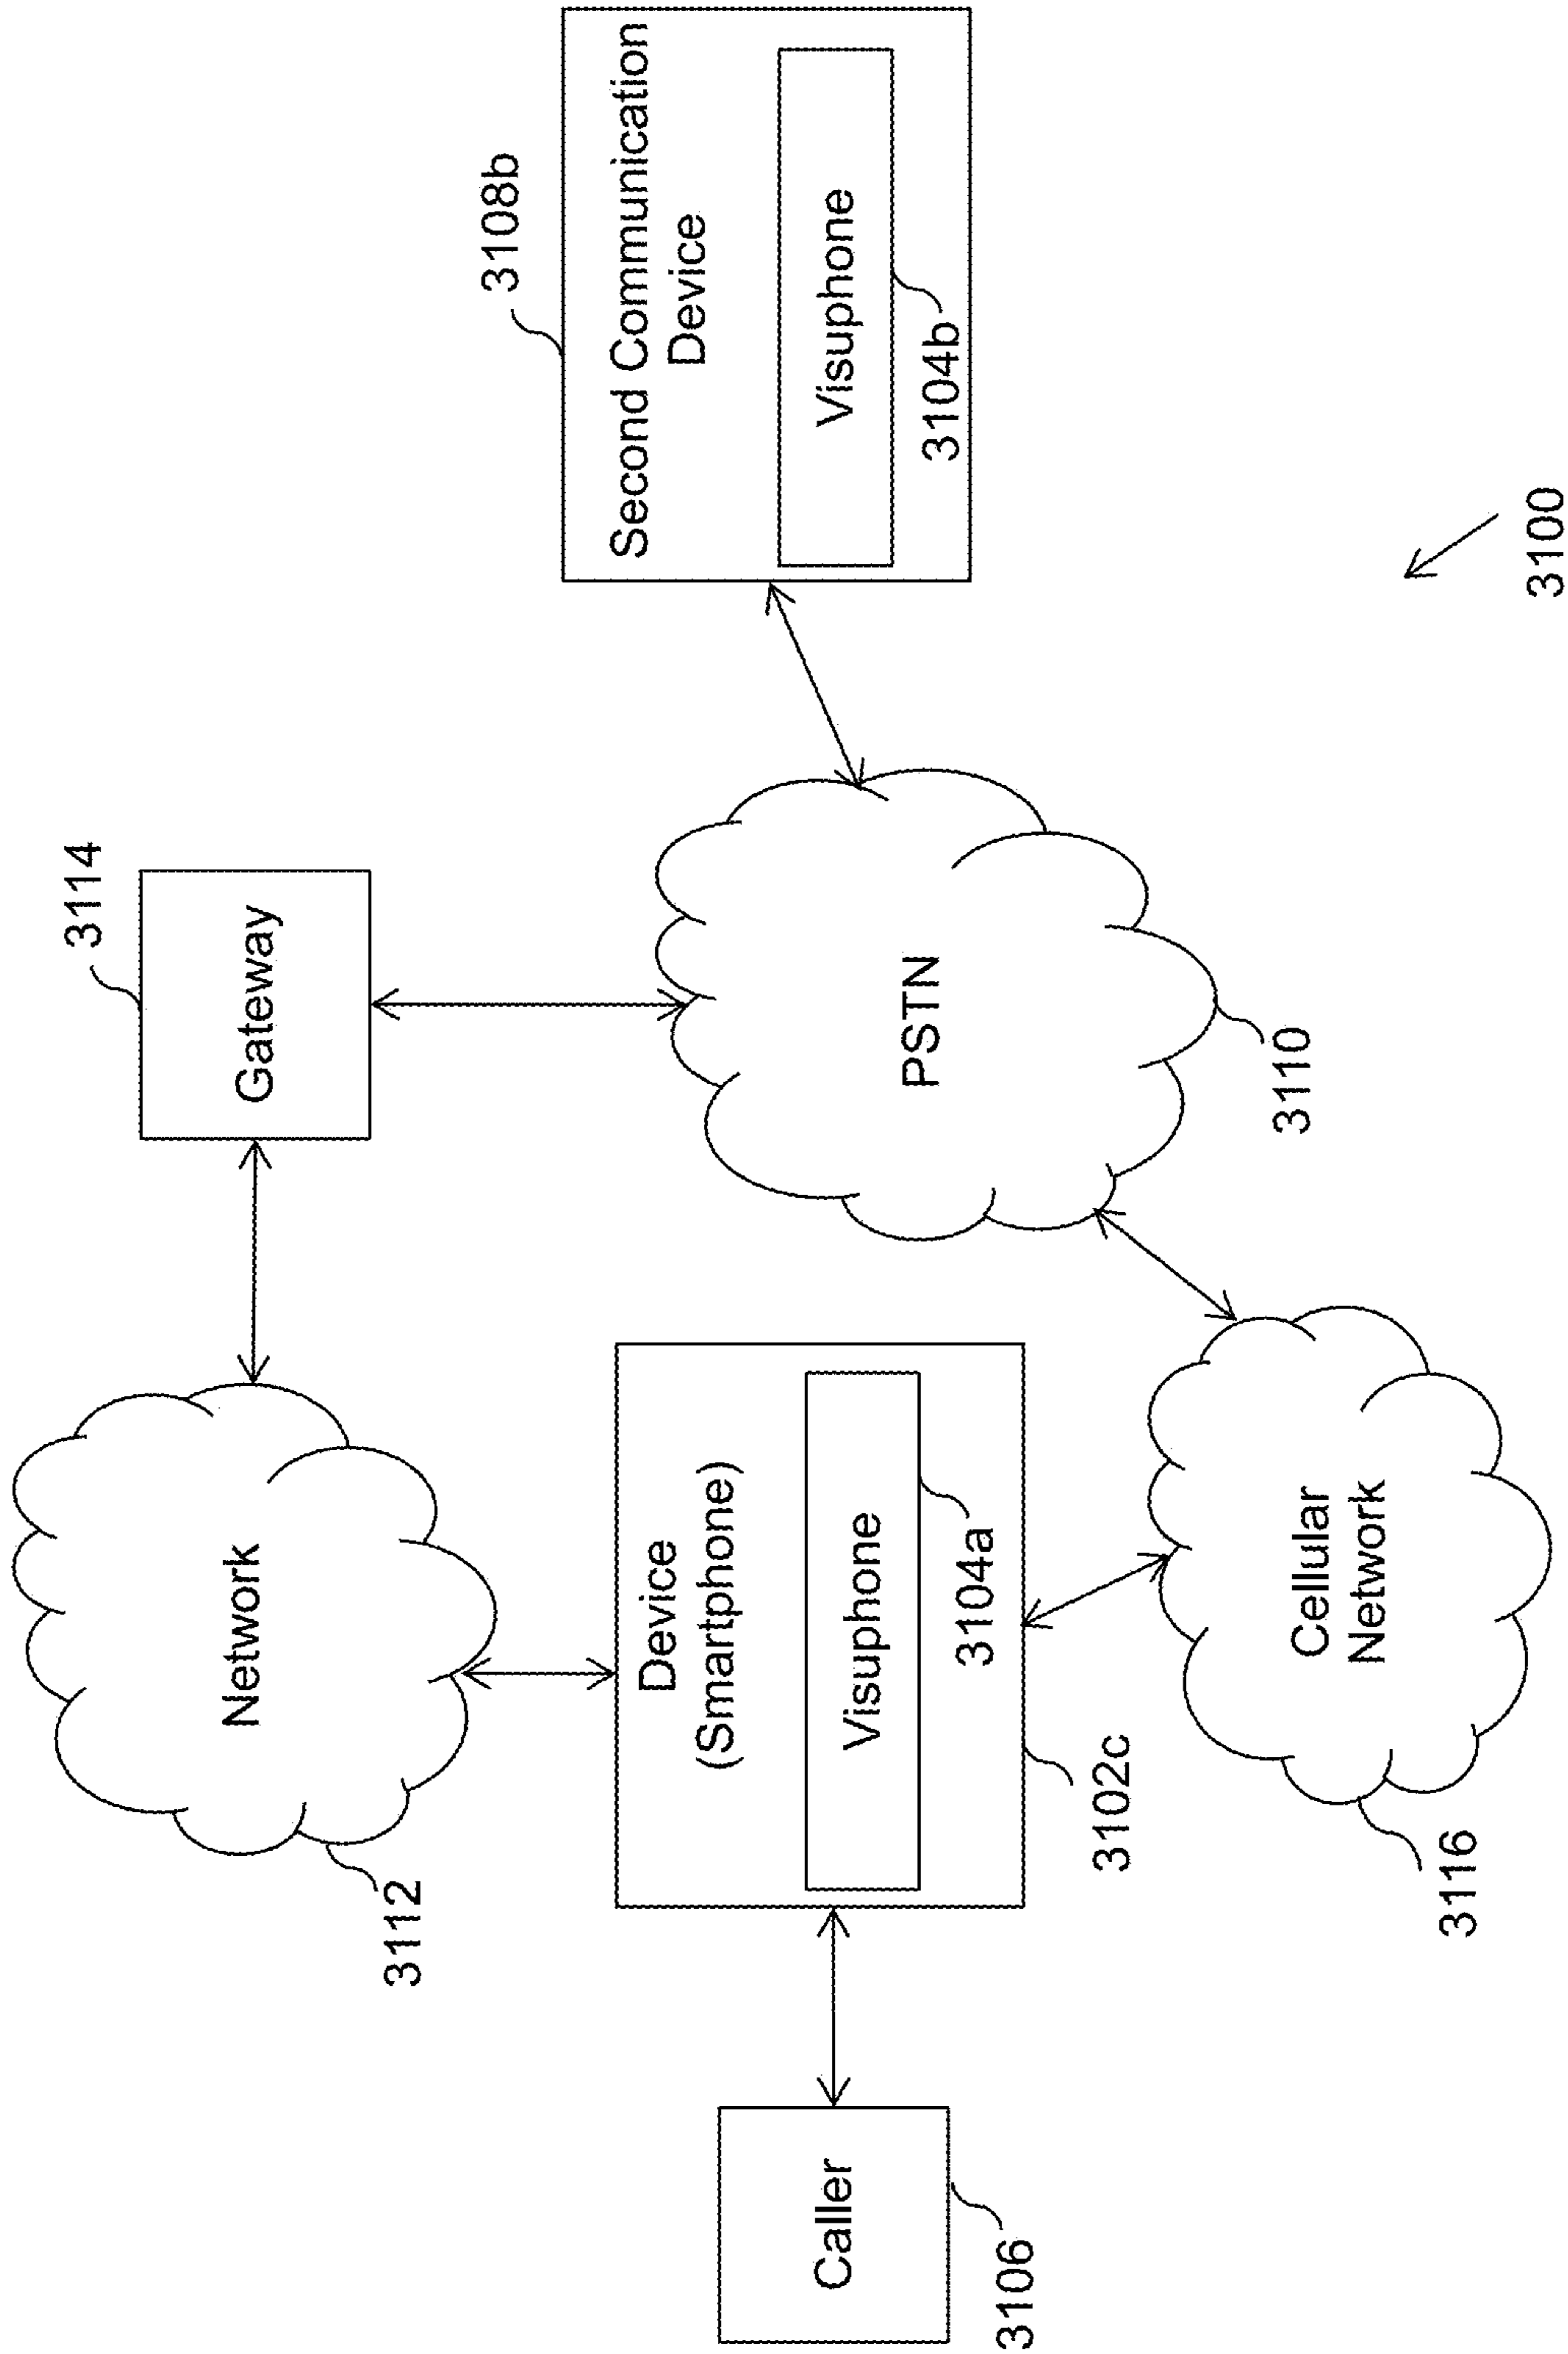 3112
Network
3114
Gateway
3108b
Second Communication
Device
Visuphone
3104b
Caller
3106
Device
(Smartphone)
Visuphone
3104a
3102c
PSTN
3110
Cellular
Network
3116
3100